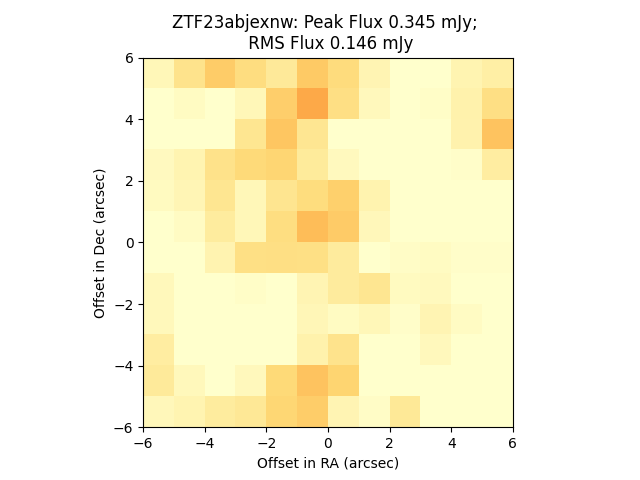 ZTF23abjexnw: Peak Flux 0.345 mJy;
RMS Flux 0.146 mJy
6
4
2
0
−2
−4
−6
Offset in Dec (arcsec)
−6 −4 −2 0 2 4 6
Offset in RA (arcsec)